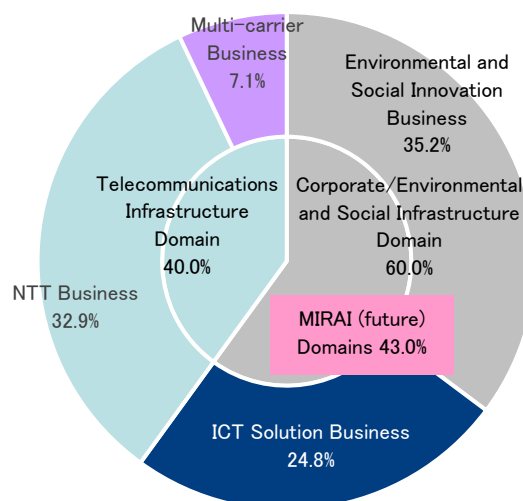 Multi-carrier
Business
7.1%
Environmental and
Social Innovation
Business
35.2%
Telecommunications
Infrastructure
Domain
40.0%
Corporate/Environmental
and Social Infrastructure
Domain
60.0%
NTT Business
32.9%
MIRAI (future)
Domains 43.0%
ICT Solution Business
24.8%